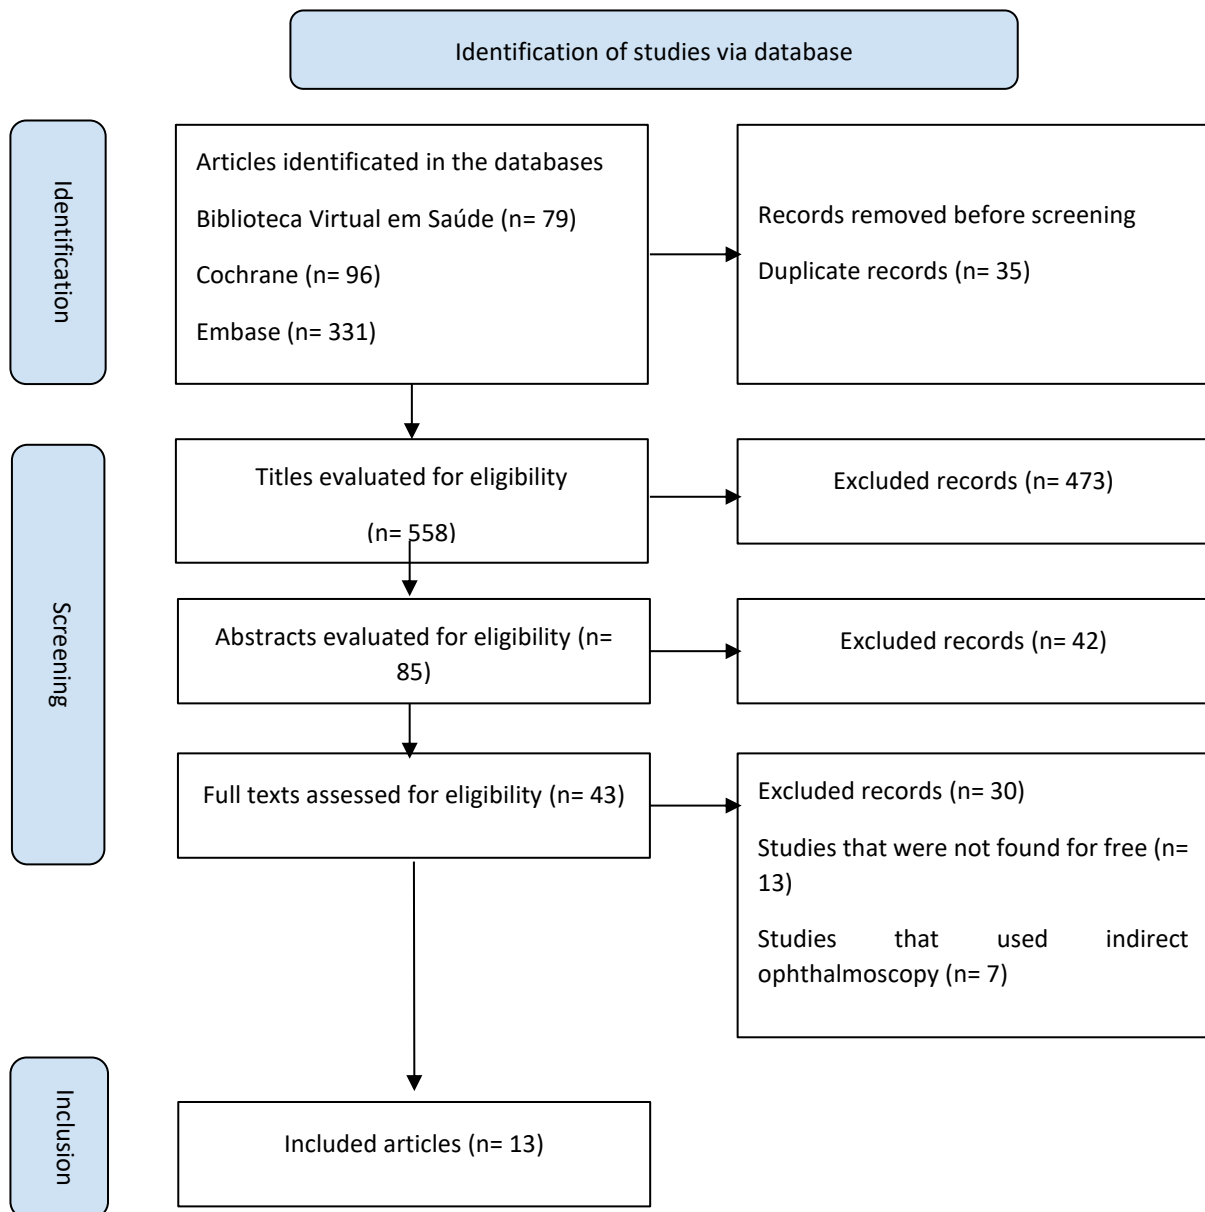 Identification of studies via database
Identification
Articles identificated in the databases
Biblioteca Virtual em Saúde (n= 79)
Cochrane (n= 96)
Embase (n= 331)
Records removed before screening
Duplicate records (n= 35)
Screening
Titles evaluated for eligibility
(n= 558)
Excluded records (n= 473)
Abstracts evaluated for eligibility (n=
85)
Excluded records (n= 42)
Full texts assessed for eligibility (n= 43)
Excluded records (n= 30)
Studies that were not found for free (n=
13)
Studies that used indirect
ophthalmoscopy (n= 7)
Inclusion
Included articles (n= 13)